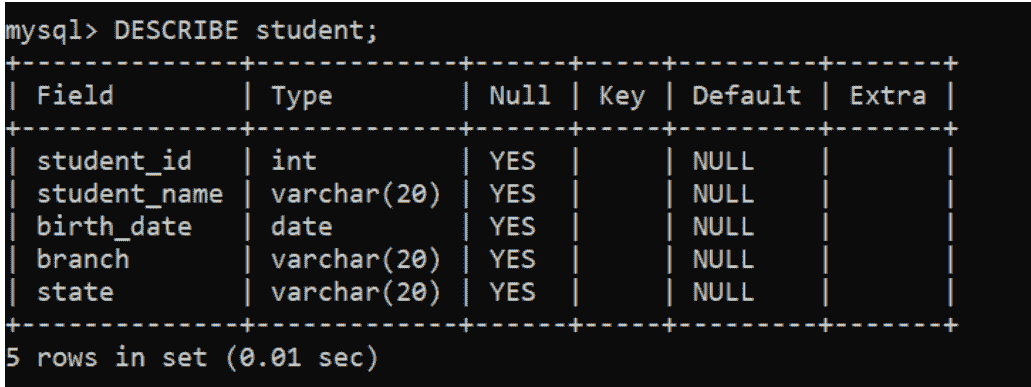 mysql> DESCRIBE student;
+--------------+-------------+------+-----+---------+-------+
| Field        | Type        | Null | Key | Default | Extra |
+--------------+-------------+------+-----+---------+-------+
| student_id   | int         | YES  |     | NULL    |       |
| student_name | varchar(20) | YES  |     | NULL    |       |
| birth_date   | date        | YES  |     | NULL    |       |
| branch       | varchar(20) | YES  |     | NULL    |       |
| state        | varchar(20) | YES  |     | NULL    |       |
+--------------+-------------+------+-----+---------+-------+
5 rows in set (0.01 sec)